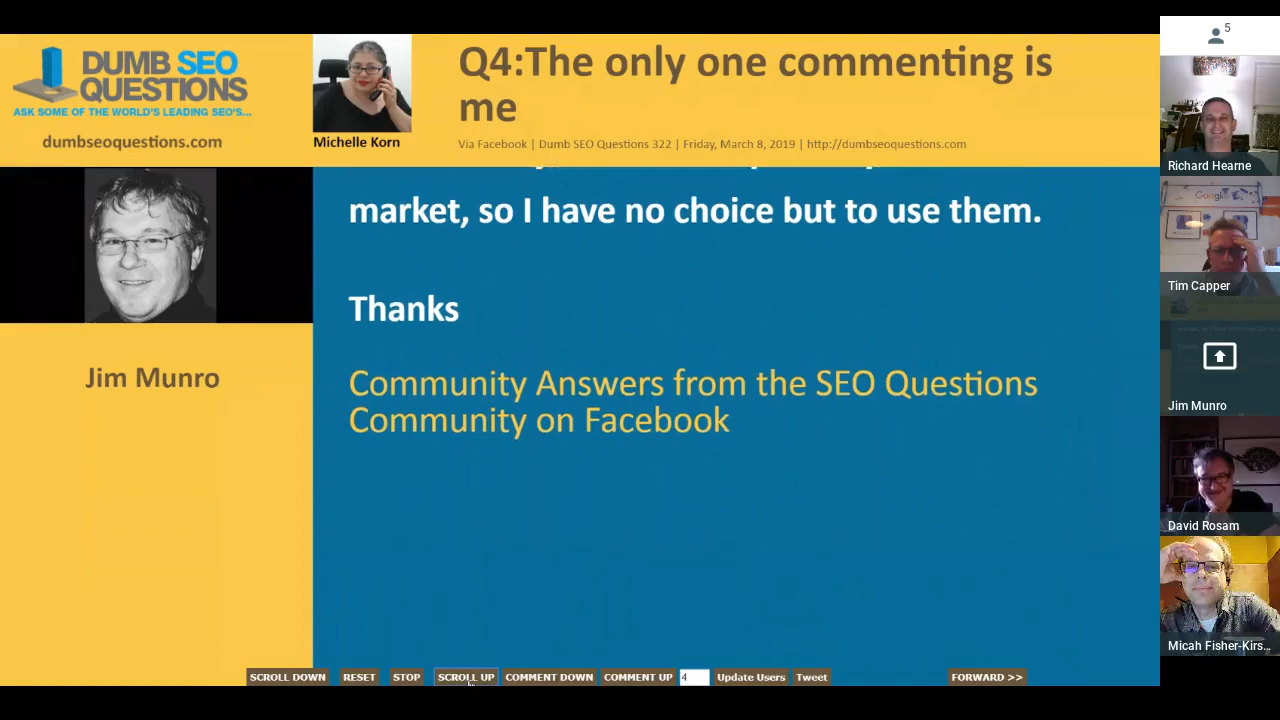 DUMB SEO
QUESTIONS
ASK SOME OF THE WORLD'S LEADING SEO'S...
dumbseoquestions.com
Michelle Korn
Q4:The only one commenting is
me
Via Facebook | Dumb SEO Questions 322 | Friday, March 8, 2019 | http://dumbseoquestions.com
Jim Munro
market, so I have no choice but to use them.
Thanks
Community Answers from the SEO Questions
Community on Facebook
SCROLL DOWN RESET STOP SCROLL UP COMMENT DOWN COMMENT UP 4 Update Users Tweet FORWARD >>
5
Richard Hearne
Google
Tim Capper
Jim Munro
David Rosam
Micah Fisher-Kirs...